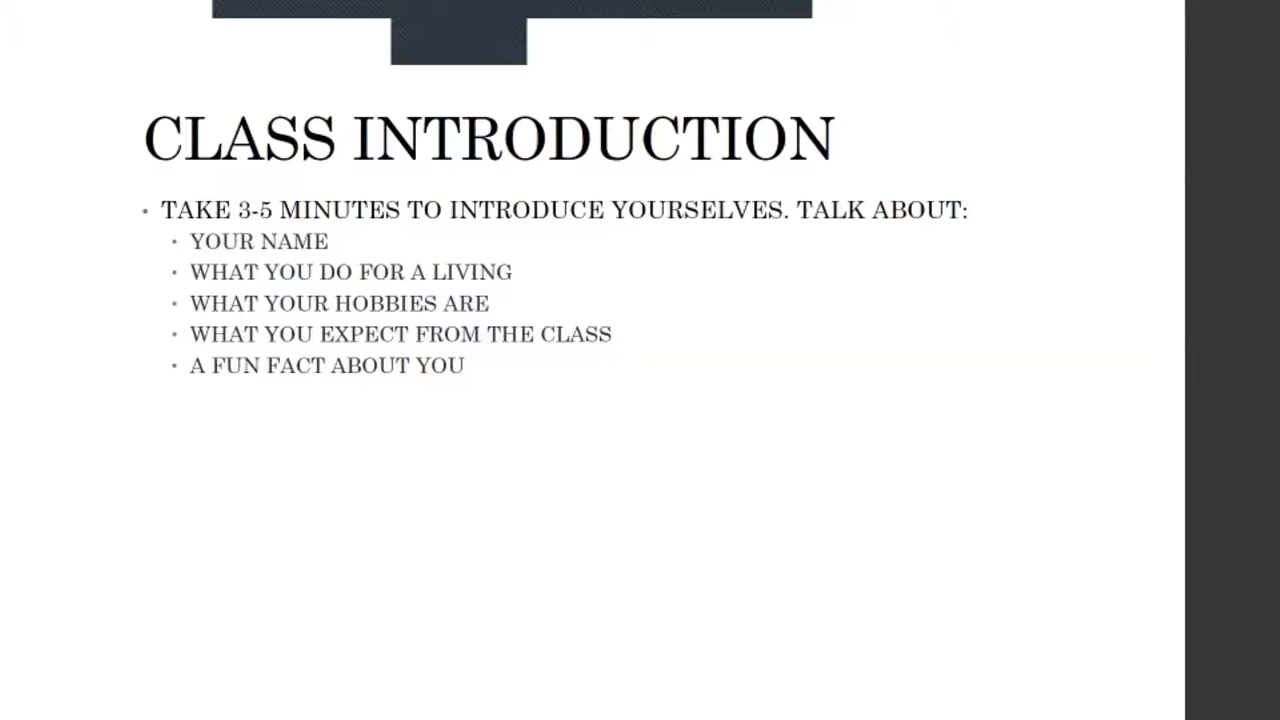 CLASS INTRODUCTION
• TAKE 3-5 MINUTES TO INTRODUCE YOURSELVES. TALK ABOUT:
• YOUR NAME
• WHAT YOU DO FOR A LIVING
• WHAT YOUR HOBBIES ARE
• WHAT YOU EXPECT FROM THE CLASS
• A FUN FACT ABOUT YOU